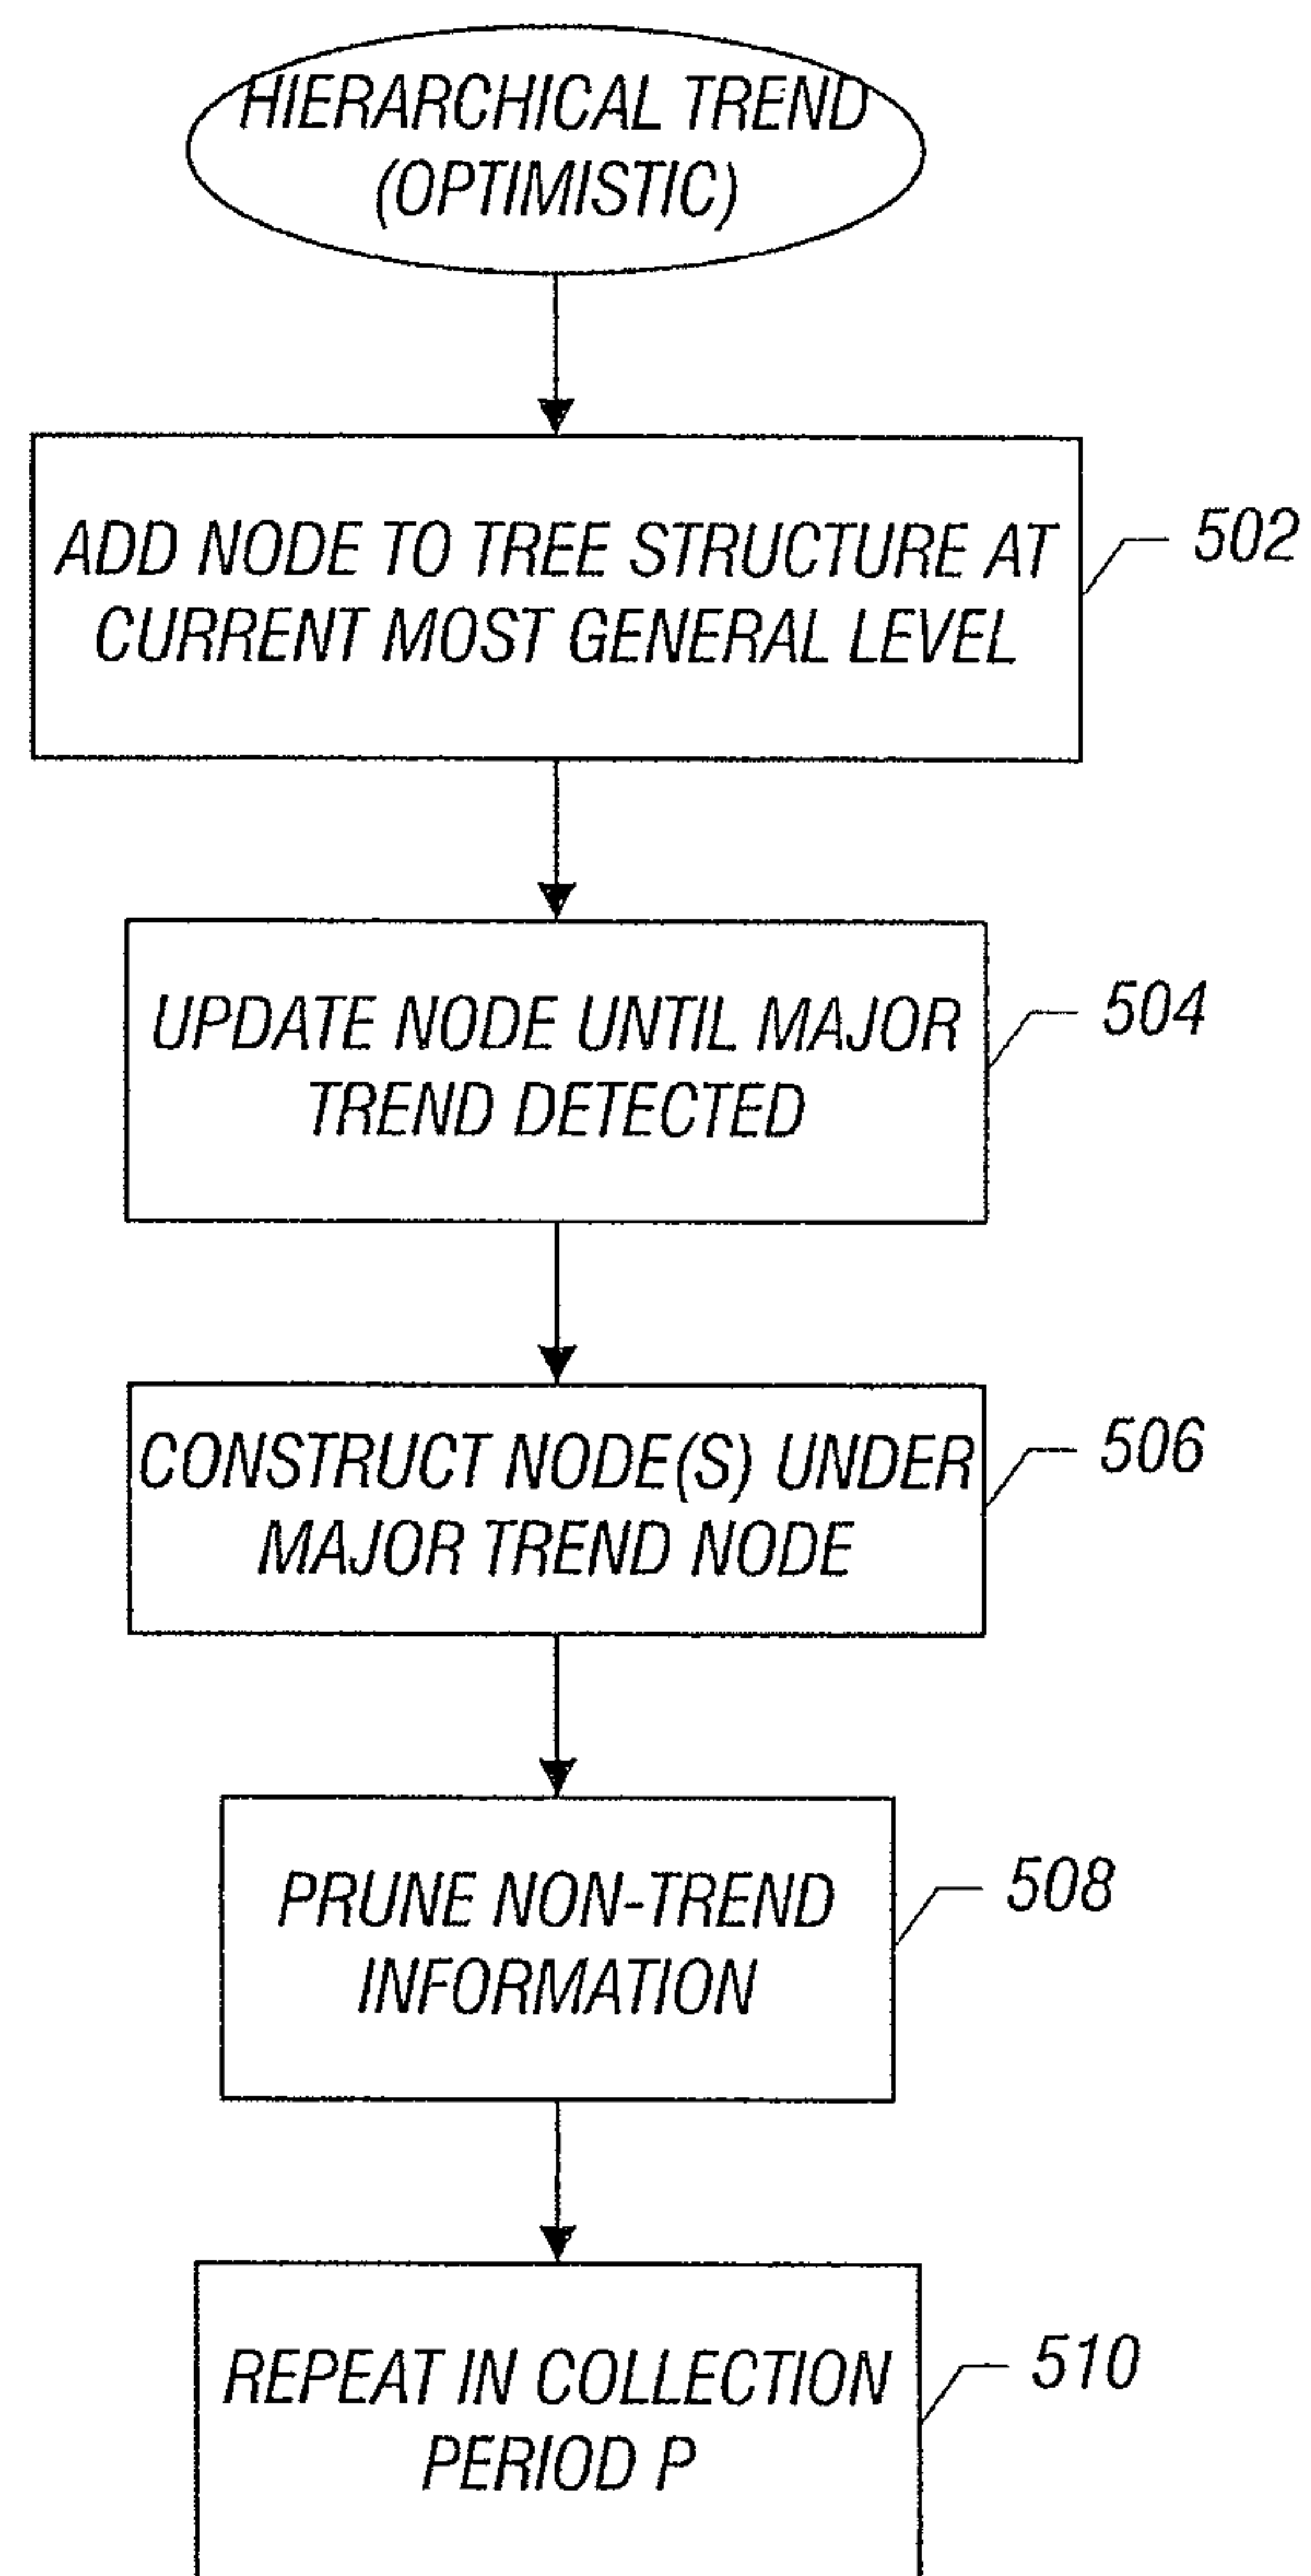 HIERARCHICAL TREND
(OPTIMISTIC)
ADD NODE TO TREE STRUCTURE AT
CURRENT MOST GENERAL LEVEL
502
UPDATE NODE UNTIL MAJOR
TREND DETECTED
504
CONSTRUCT NODE(S) UNDER
MAJOR TREND NODE
506
PRUNE NON-TREND
INFORMATION
508
REPEAT IN COLLECTION
PERIOD P
510